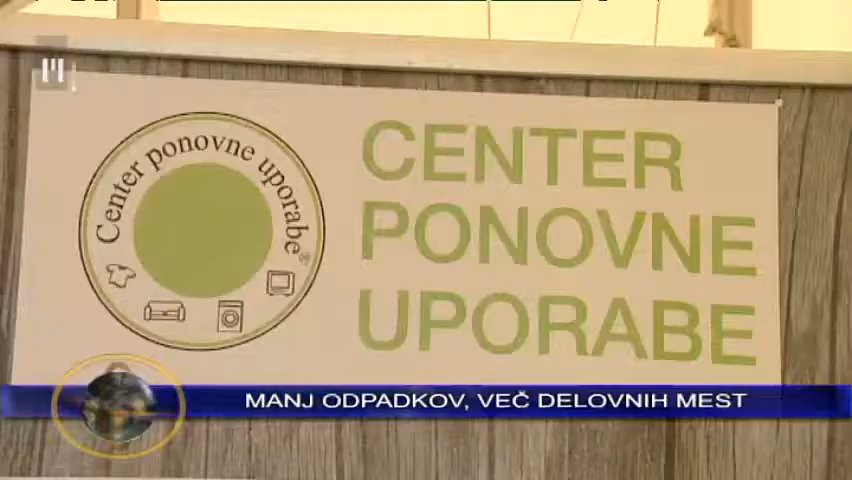 Center ponovne uporabe®
CENTER
PONOVNE
UPORABE
MANJ ODPADKOV, VEČ DELOVNIH MEST